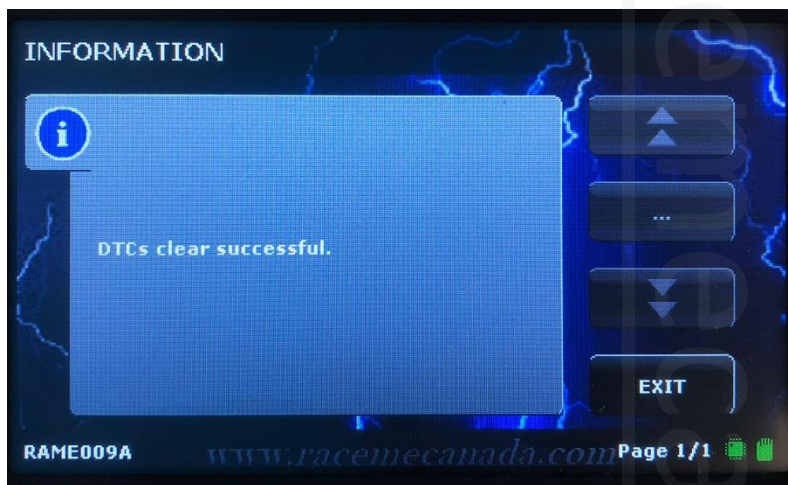 INFORMATION
i
DTCs clear successful.
...
EXIT
RAME009A
www.racemecanada.com
Page 1/1